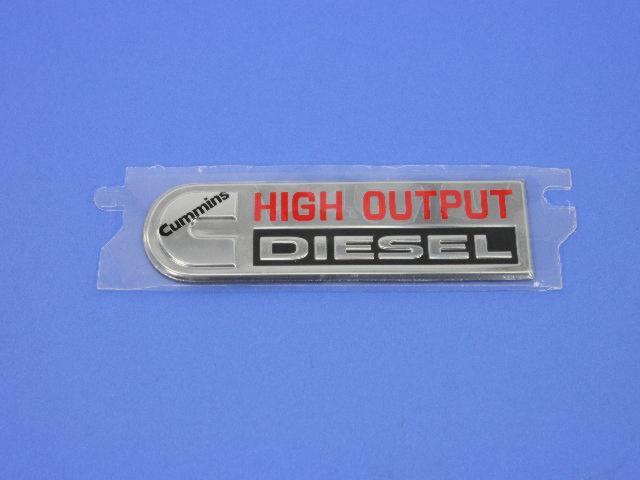 Cummins
HIGH OUTPUT
DIESEL